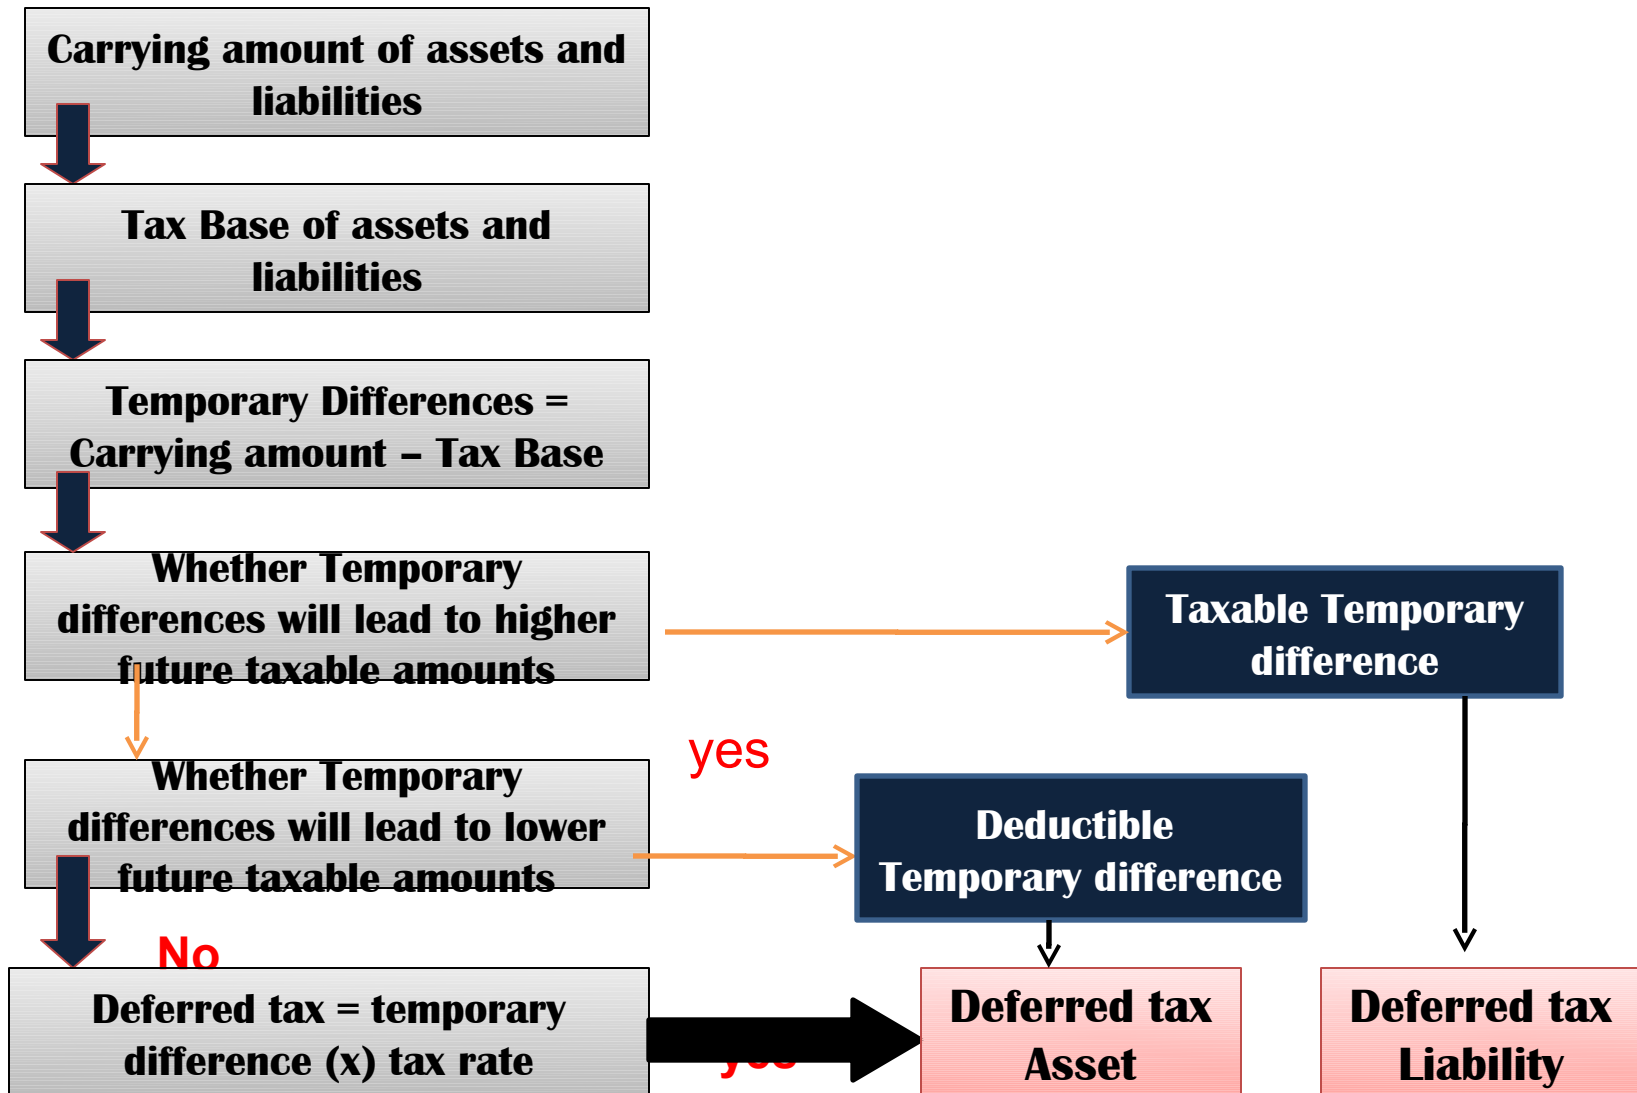 Carrying amount of assets and
liabilities
Tax Base of assets and
liabilities
Temporary Differences =
Carrying amount – Tax Base
Whether Temporary
differences will lead to higher
future taxable amounts
Taxable Temporary
difference
yes
Whether Temporary
differences will lead to lower
future taxable amounts
Deductible
Temporary difference
No
Deferred tax = temporary
difference (x) tax rate
yes
Deferred tax
Asset
Deferred tax
Liability